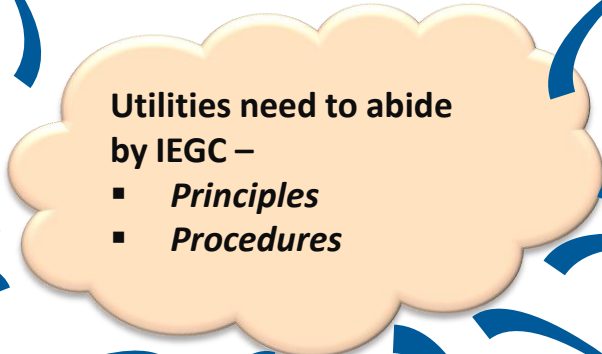 Utilities need to abide
by IEGC –
▪ Principles
▪ Procedures